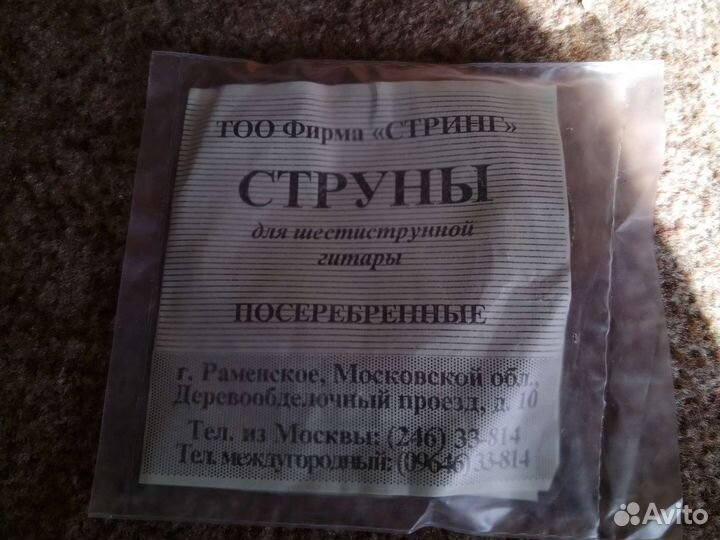 ТОО Фирма «СТРИНГ»
СТРУНЫ
для шестиструнной
гитары
ПОСЕРЕБРЕННЫЕ
г. Раменское, Московской обл.,
Деревообделочный проезд, д. 10
Тел. из Москвы: (246) 33-814
Тел. междугородный: (09646) 33-814
Avito